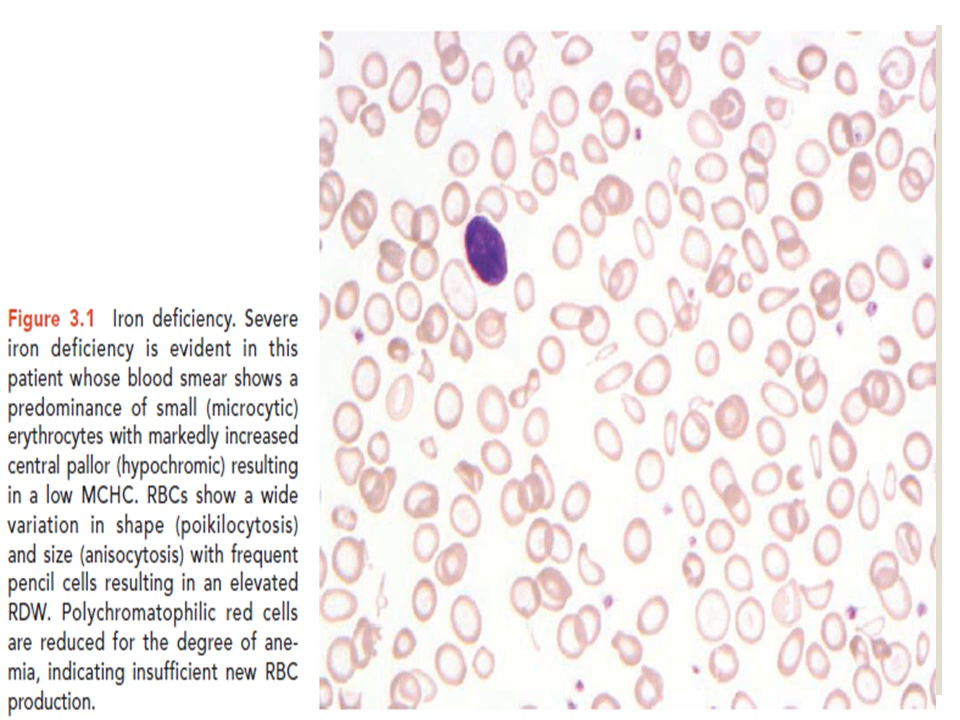 Figure 3.1 Iron deficiency. Severe
iron deficiency is evident in this
patient whose blood smear shows a
predominance of small (microcytic)
erythrocytes with markedly increased
central pallor (hypochromic) resulting
in a low MCHC. RBCs show a wide
variation in shape (poikilocytosis)
and size (anisocytosis) with frequent
pencil cells resulting in an elevated
RDW. Polychromatophilic red cells
are reduced for the degree of ane-
mia, indicating insufficient new RBC
production.